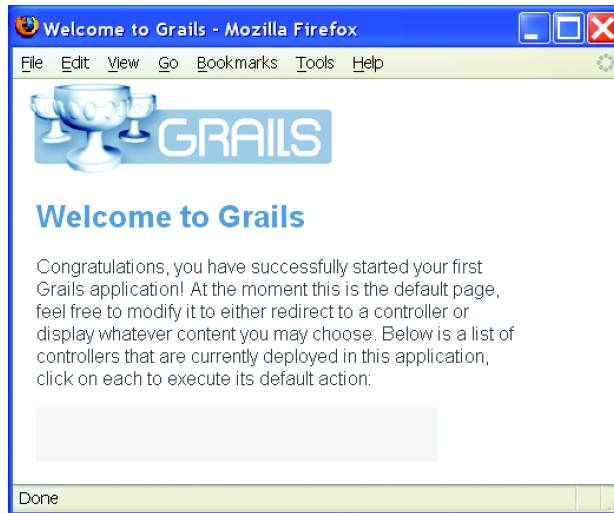 Welcome to Grails - Mozilla Firefox
File Edit View Go Bookmarks Tools Help
GRAILS
Welcome to Grails
Congratulations, you have successfully started your first
Grails application! At the moment this is the default page,
feel free to modify it to either redirect to a controller or
display whatever content you may choose. Below is a list of
controllers that are currently deployed in this application,
click on each to execute its default action:
Done